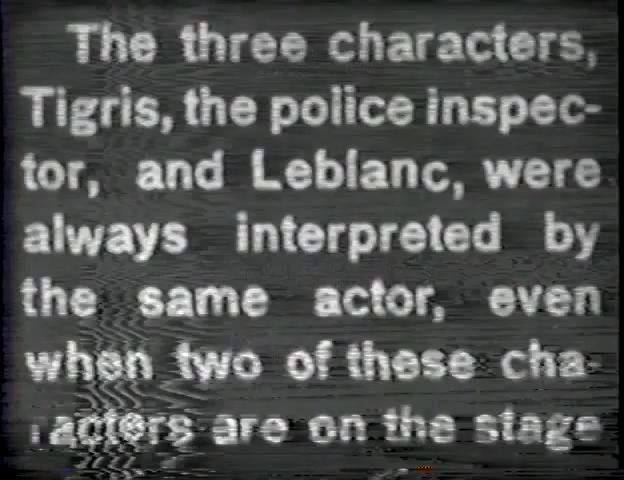 The three characters,
Tigris, the police inspec-
tor, and Leblanc, were
always interpreted by
the same actor, even
when two of these cha-
racters are on the stage